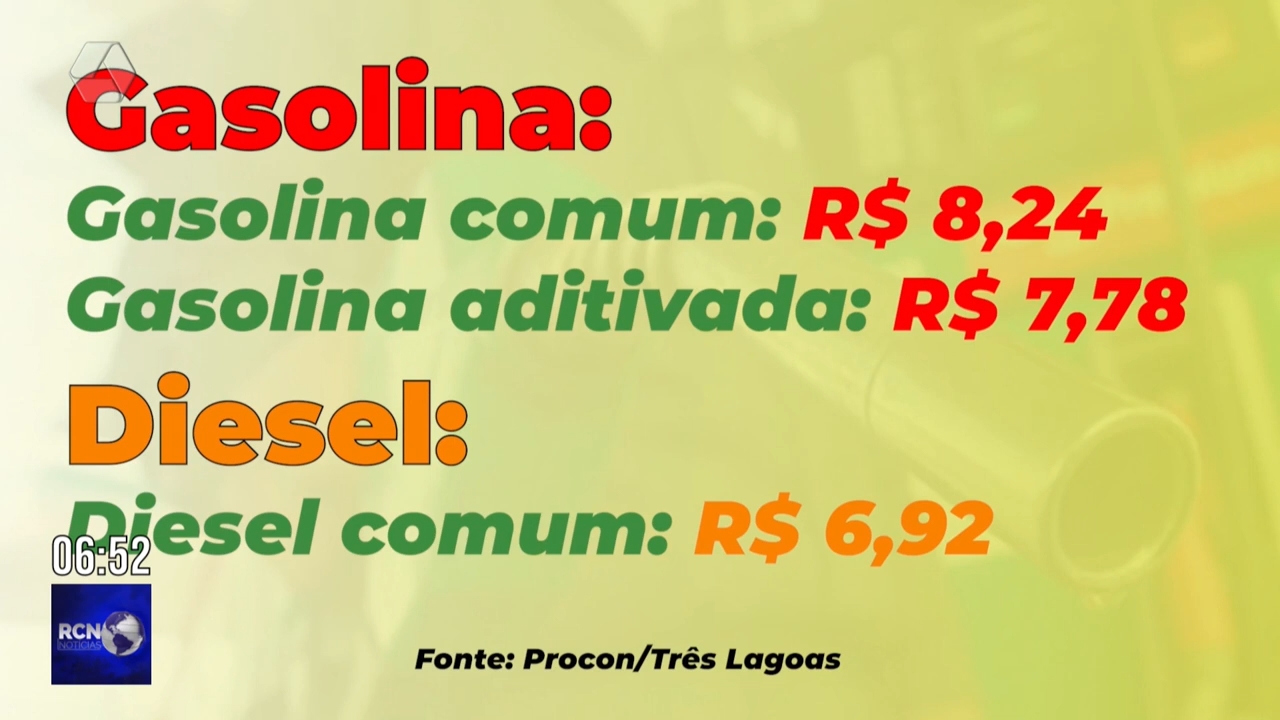 Gasolina:
Gasolina comum: R$ 8,24
Gasolina aditivada: R$ 7,78
Diesel:
Diesel comum: R$ 6,92
06:52
RCN
NOTÍCIAS
Fonte: Procon/Três Lagoas